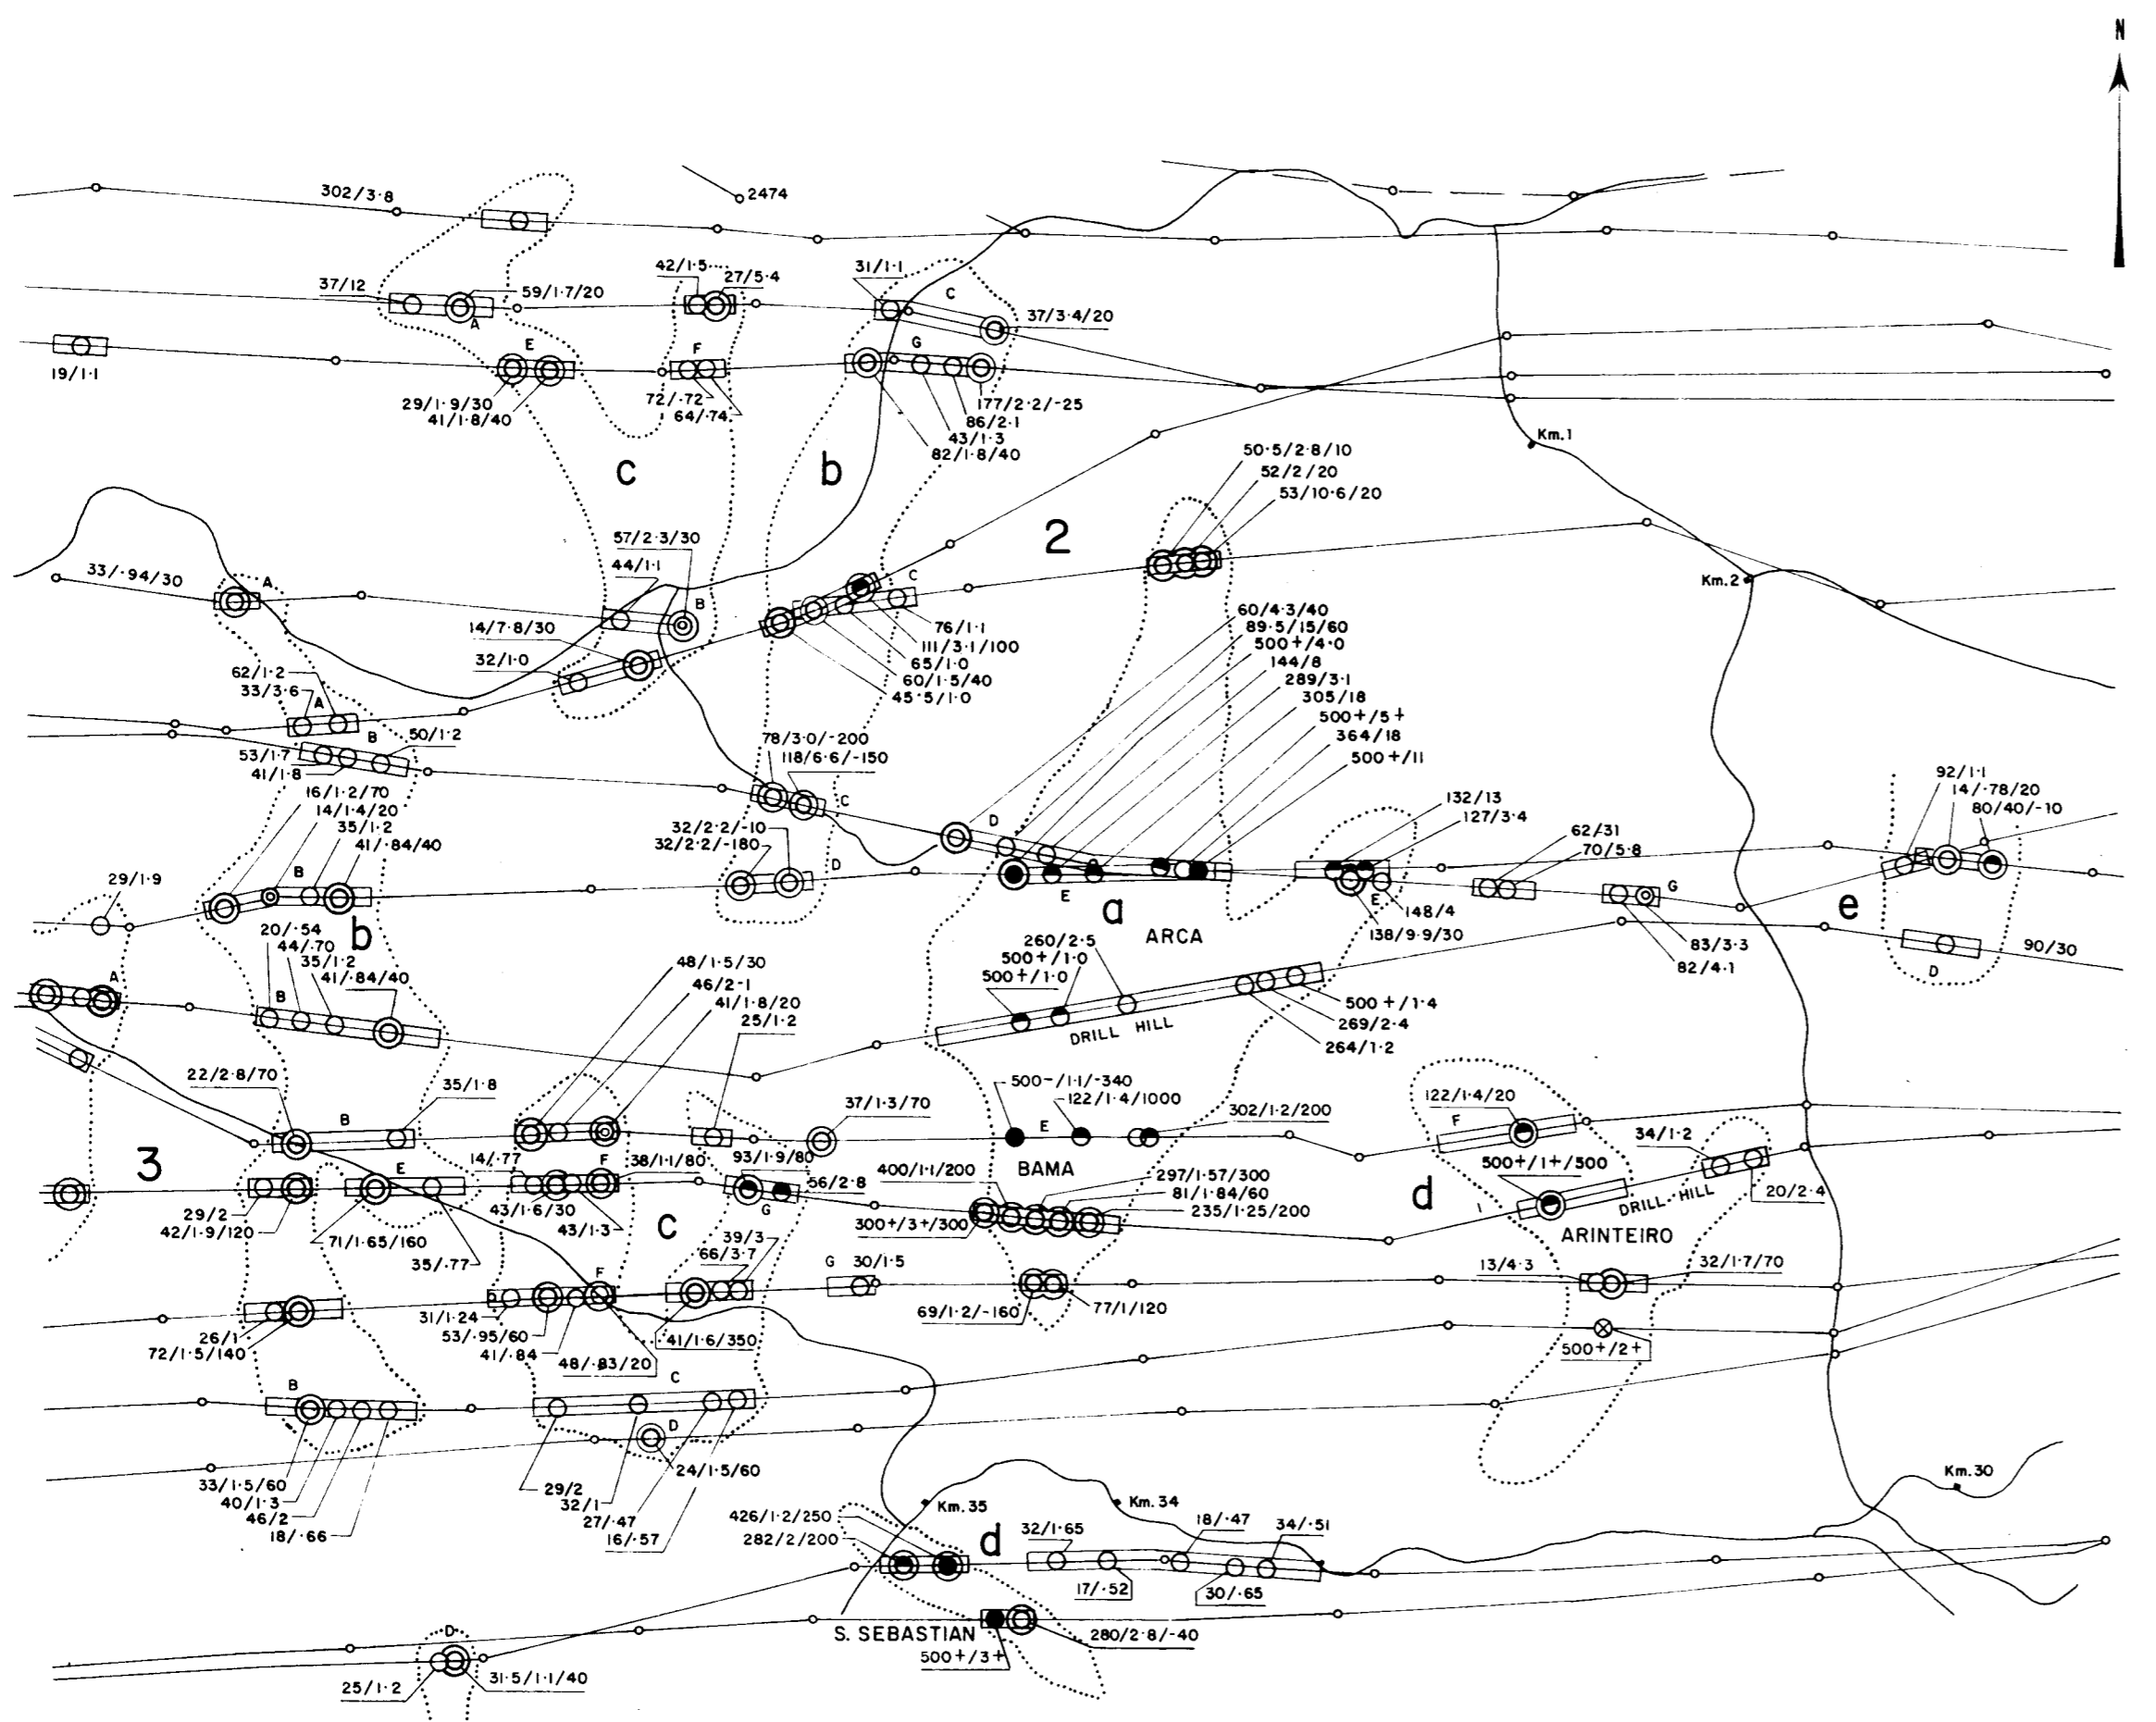 N
302/3·8
2474
37/12
59/1·7/20
A
42/1·5
27/5·4
31/1·1
C
37/3·4/20
19/1·1
E
F
G
29/1·9/30
41/1·8/40
72/·72
64/·74
177/2·2/-25
86/2·1
43/1·3
82/1·8/40
Km.1
c
b
2
50·5/2·8/10
52/2/20
53/10·6/20
57/2·3/30
44/1·1
33/·94/30
A
B
C
Km.2
14/7·8/30
32/1·0
76/1·1
111/3·1/100
65/1·0
60/1·5/40
45·5/1·0
60/4·3/40
89·5/15/60
500+/4·0
144/8
289/3·1
305/18
500+/5+
364/18
500+/11
62/1·2
33/3·6
A
B
50/1·2
53/1·7
41/1·8
78/3·0/-200
118/6·6/-150
C
16/1·2/70
14/1·4/20
35/1·2
41/·84/40
32/2·2/-10
32/2·2/-180
D
D
132/13
127/3·4
62/31
70/5·8
92/1·1
14/·78/20
80/40/-10
29/1·9
B
b
E
a
ARCA
E
148/4
138/9·9/30
G
83/3·3
82/4·1
e
90/30
D
20/·54
44/·70
35/1·2
41/·84/40
A
B
48/1·5/30
46/2-1
41/1·8/20
25/1·2
260/2·5
500+/1·0
500+/1·0
DRILL HILL
500+/1·4
269/2·4
264/1·2
22/2·8/70
B
35/1·8
37/1·3/70
500-/1·1/-340
122/1·4/1000
E
302/1·2/200
BAMA
122/1·4/20
F
34/1·2
3
14/·77
F
38/1·1/80
93/1·9/80
56/2·8
G
E
29/2
42/1·9/120
71/1·65/160
35/·77
43/1·6/30
43/1·3
c
400/1·1/200
300+/3+/300
297/1·57/300
81/1·84/60
235/1·25/200
d
500+/1+/500
DRILL HILL
20/2·4
ARINTEIRO
39/3
66/3·7
G
30/1·5
13/4·3
32/1·7/70
F
26/1
72/1·5/140
31/1·24
53/·95/60
41/·84
48/·83/20
41/1·6/350
69/1·2/-160
77/1/120
500+/2+
B
C
D
33/1·5/60
40/1·3
46/2
18/·66
29/2
32/1
27/·47
16/·57
24/1·5/60
Km.35
Km.34
Km.30
426/1·2/250
282/2/200
d
32/1·65
18/·47
34/·51
17/·52
30/·65
D
S. SEBASTIAN
500+/3+
280/2·8/-40
25/1·2
31·5/1·1/40